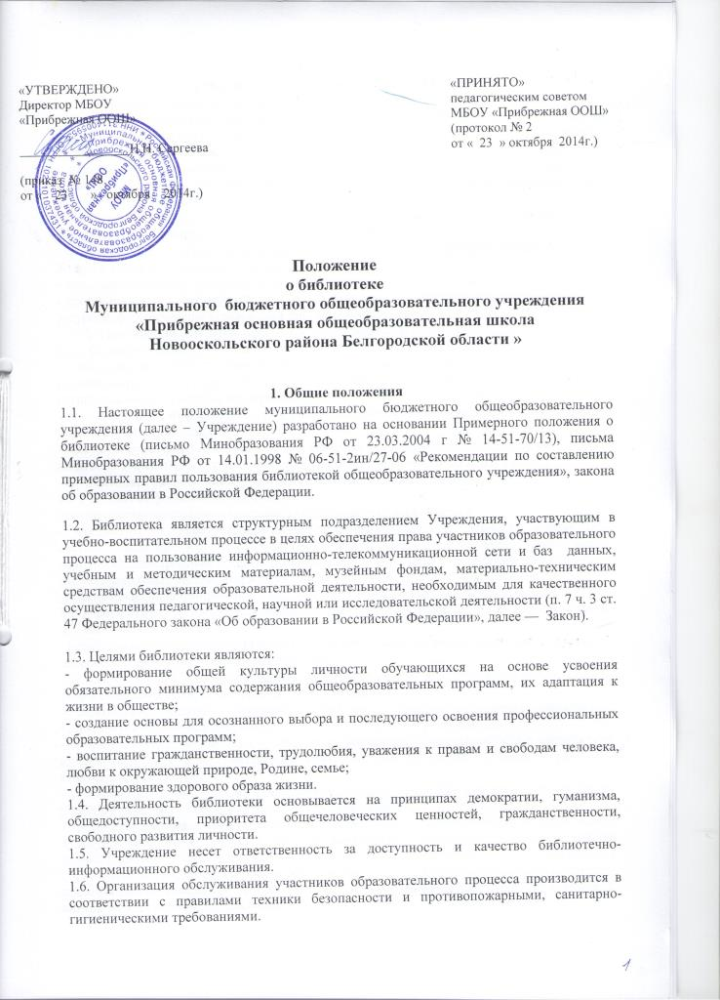 «УТВЕРЖДЕНО»
Директор МБОУ
«Прибрежная ООШ»
Сергеева
(приказ № 148
от « 23 » октября 2014г.)
«ПРИНЯТО»
педагогическим советом
МБОУ «Прибрежная ООШ»
(протокол № 2
от « 23 » октября 2014г.)
МБОУ
«Прибрежная
ООШ»
Положение
о библиотеке
Муниципального бюджетного общеобразовательного учреждения
«Прибрежная основная общеобразовательная школа
Новооскольского района Белгородской области »
1. Общие положения
1.1. Настоящее положение муниципального бюджетного общеобразовательного
учреждения (далее – Учреждение) разработано на основании Примерного положения о
библиотеке (письмо Минобразования РФ от 23.03.2004 г № 14-51-70/13), письма
Минобразования РФ от 14.01.1998 № 06-51-2ин/27-06 «Рекомендации по составлению
примерных правил пользования библиотекой общеобразовательного учреждения», закона
об образовании в Российской Федерации.
1.2. Библиотека является структурным подразделением Учреждения, участвующим в
учебно-воспитательном процессе в целях обеспечения права участников образовательного
процесса на пользование информационно-телекоммуникационной сети и баз данных,
учебным и методическим материалам, музейным фондам, материально-техническим
средствам обеспечения образовательной деятельности, необходимым для качественного
осуществления педагогической, научной или исследовательской деятельности (п. 7 ч. 3 ст.
47 Федерального закона «Об образовании в Российской Федерации», далее — Закон).
1.3. Целями библиотеки являются:
- формирование общей культуры личности обучающихся на основе усвоения
обязательного минимума содержания общеобразовательных программ, их адаптация к
жизни в обществе;
- создание основы для осознанного выбора и последующего освоения профессиональных
образовательных программ;
- воспитание гражданственности, трудолюбия, уважения к правам и свободам человека,
любви к окружающей природе, Родине, семье;
- формирование здорового образа жизни.
1.4. Деятельность библиотеки основывается на принципах демократии, гуманизма,
общедоступности, приоритета общечеловеческих ценностей, гражданственности,
свободного развития личности.
1.5. Учреждение несет ответственность за доступность и качество библиотечно-
информационного обслуживания.
1.6. Организация обслуживания участников образовательного процесса производится в
соответствии с правилами техники безопасности и противопожарными, санитарно-
гигиеническими требованиями.
1